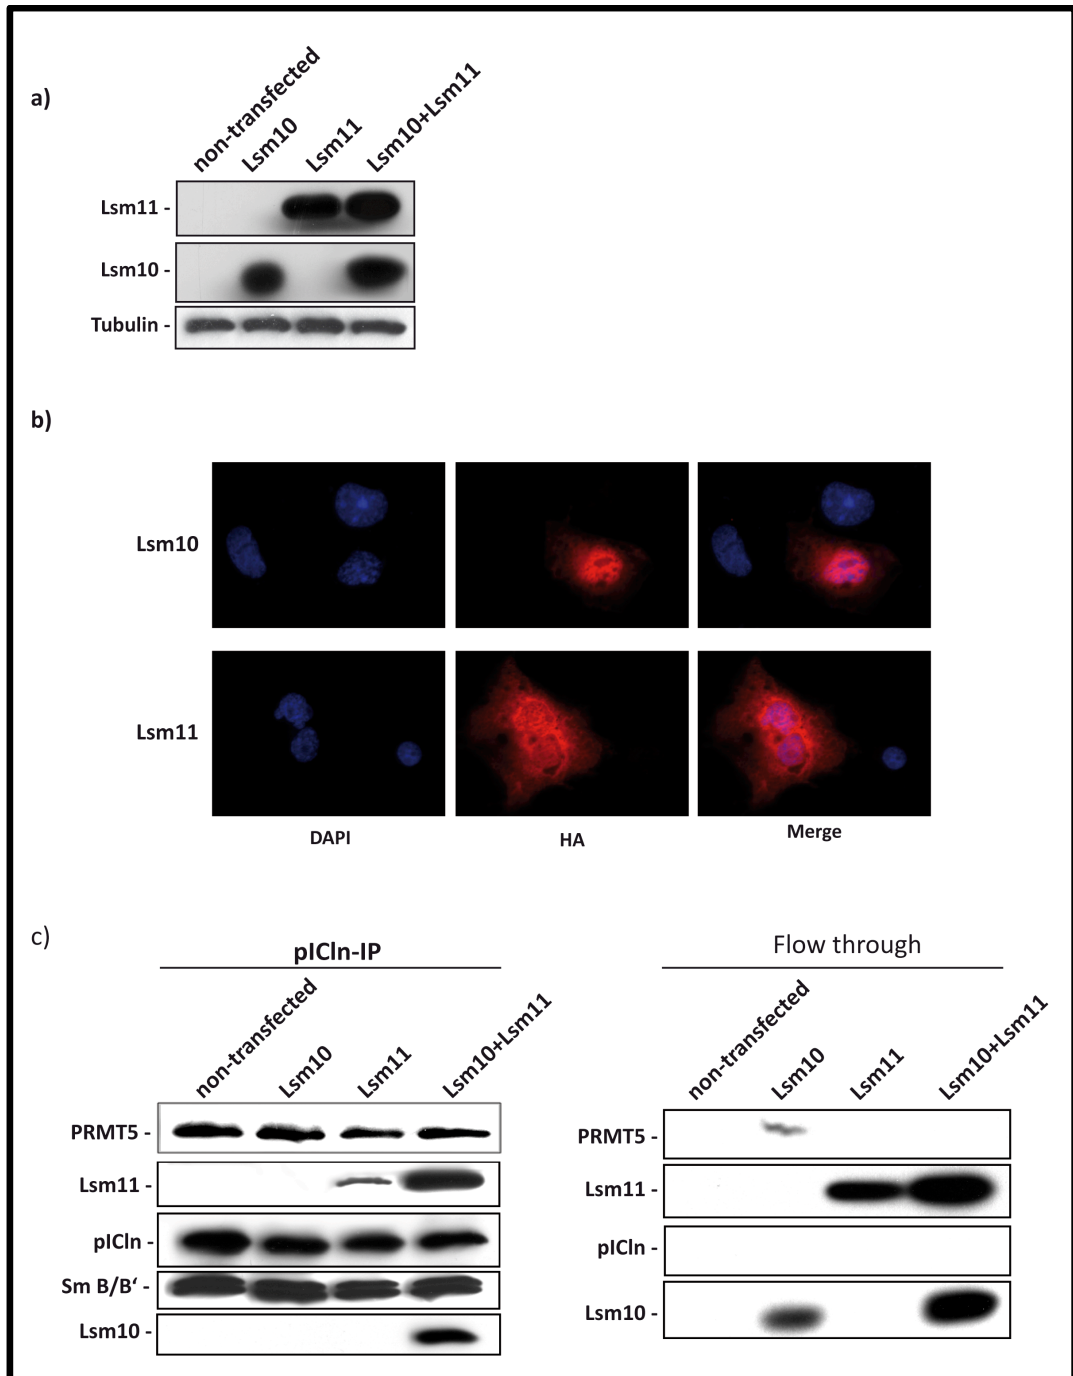 a)
non-transfected
Lsm10
Lsm11
Lsm10+Lsm11
Lsm11 -
Lsm10 -
Tubulin -
b)
Lsm10
Lsm11
DAPI
HA
Merge
c)
pICln-IP
non-transfected
Lsm10
Lsm11
Lsm10+Lsm11
PRMT5 -
Lsm11 -
pICln -
Sm B/B‘ -
Lsm10 -
Flow through
non-transfected
Lsm10
Lsm11
Lsm10+Lsm11
PRMT5 -
Lsm11 -
pICln -
Lsm10 -